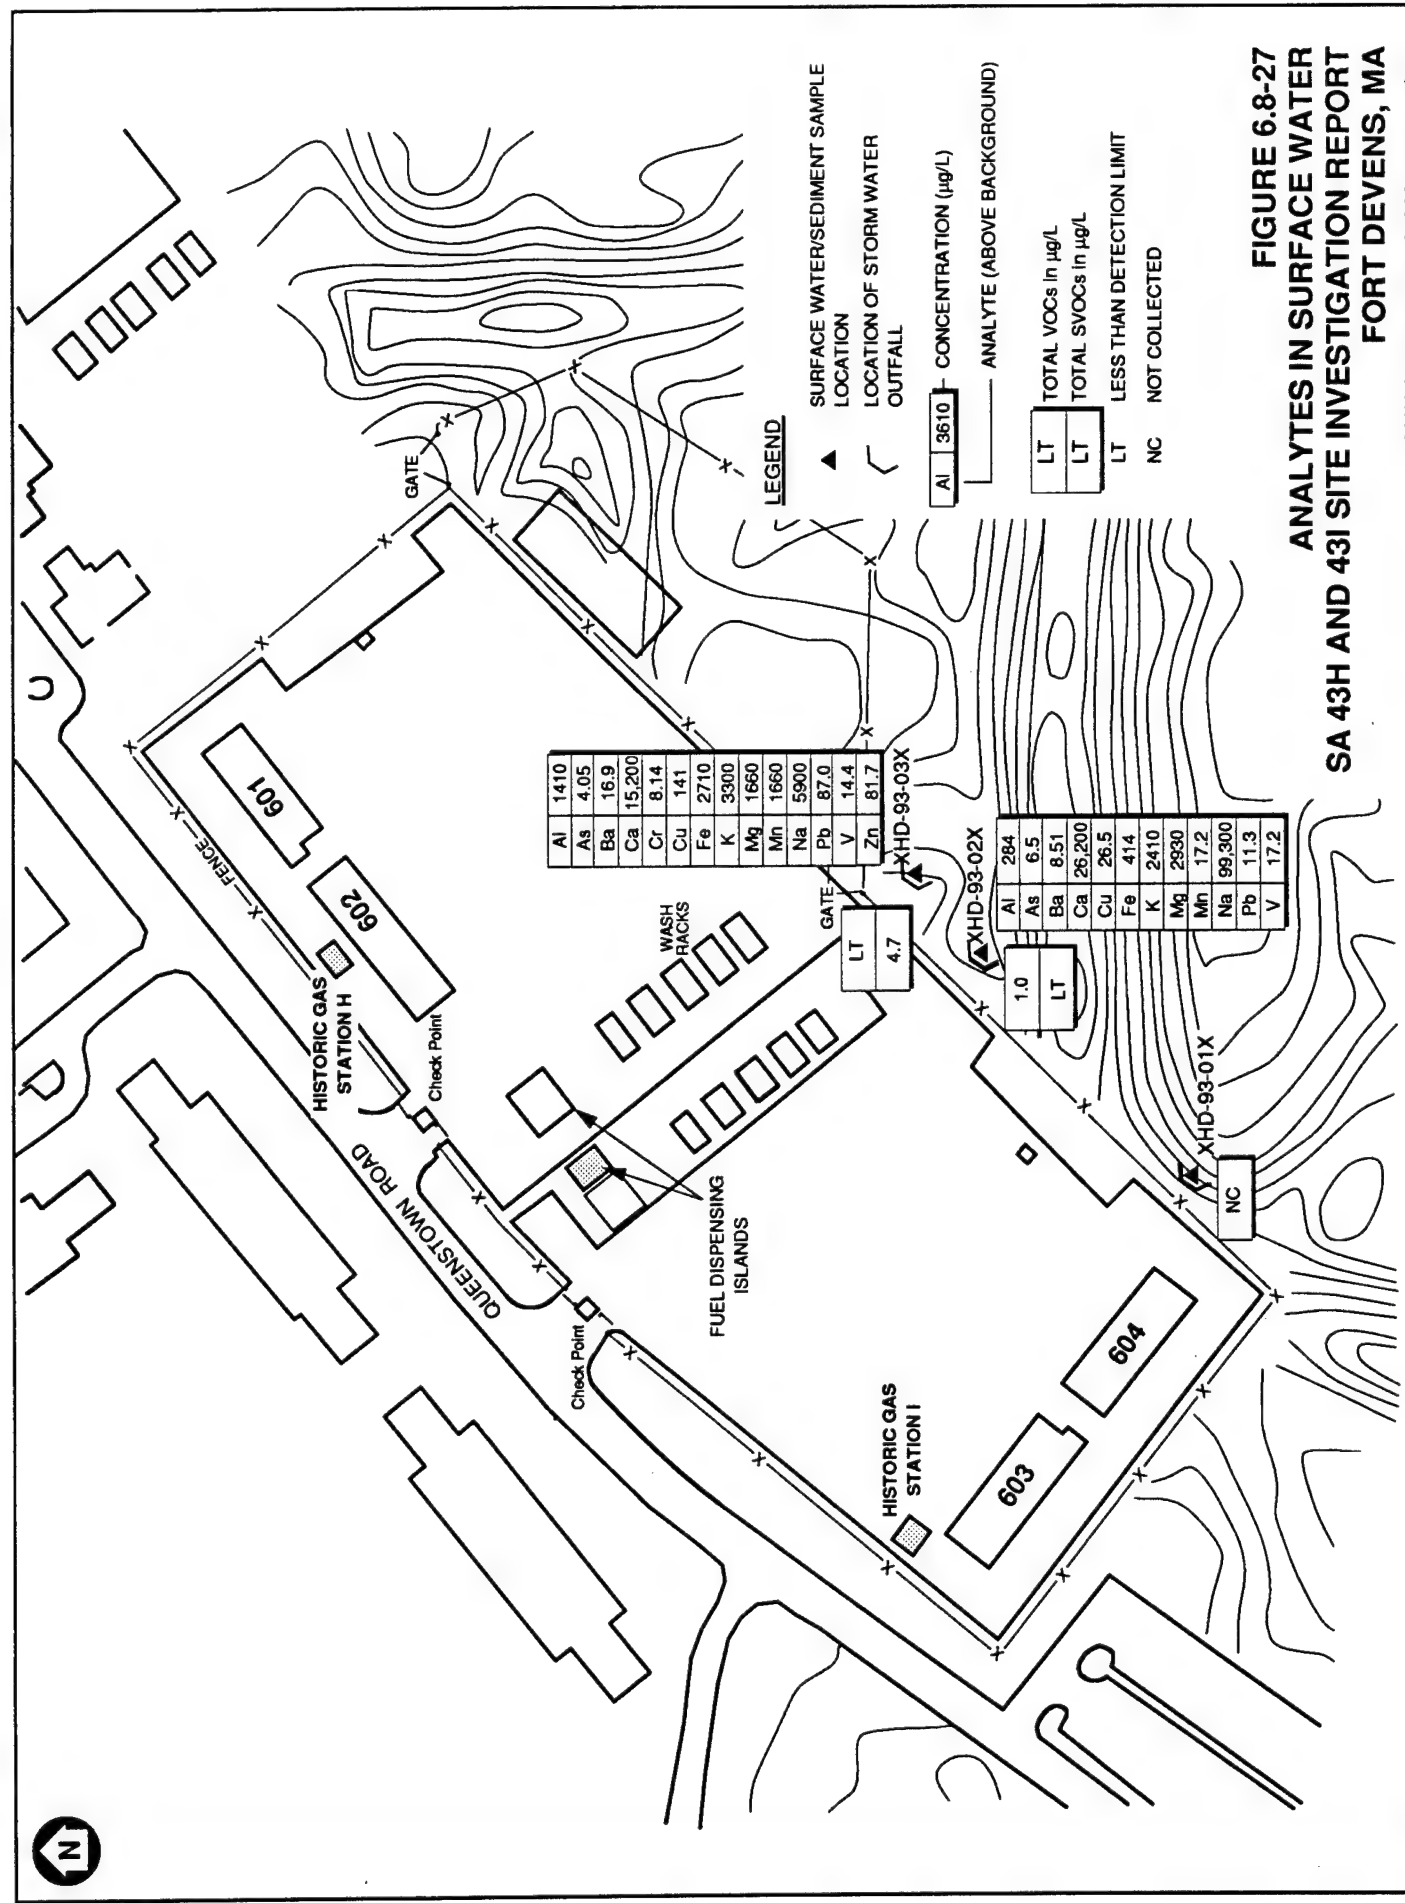 N
HISTORIC GAS
STATION H
FENCE
601
602
Check Point
QUEENSTOWN ROAD
Check Point
FUEL DISPENSING
ISLANDS
WASH
RACKS
GATE
GATE
HISTORIC GAS
STATION I
603
604
Al 1410
As 4.05
Ba 16.9
Ca 15,200
Cr 8.14
Cu 141
Fe 2710
K 3300
Mg 1660
Mn 1660
Na 5900
Pb 87.0
V 14.4
Zn 81.7
XHD-93-03X
LT
4.7
XHD-93-02X
Al 284
As 6.5
Ba 8.51
Ca 26,200
Cu 26.5
Fe 414
K 2410
Mg 2930
Mn 17.2
Na 99,300
Pb 11.3
V 17.2
1.0
LT
XHD-93-01X
NC
LEGEND
SURFACE WATER/SEDIMENT SAMPLE
LOCATION
LOCATION OF STORM WATER
OUTFALL
Al 3610 CONCENTRATION (µg/L)
ANALYTE (ABOVE BACKGROUND)
LT TOTAL VOCs in µg/L
LT TOTAL SVOCs in µg/L
LT LESS THAN DETECTION LIMIT
NC NOT COLLECTED
FIGURE 6.8-27
ANALYTES IN SURFACE WATER
SA 43H AND 43I SITE INVESTIGATION REPORT
FORT DEVENS, MA